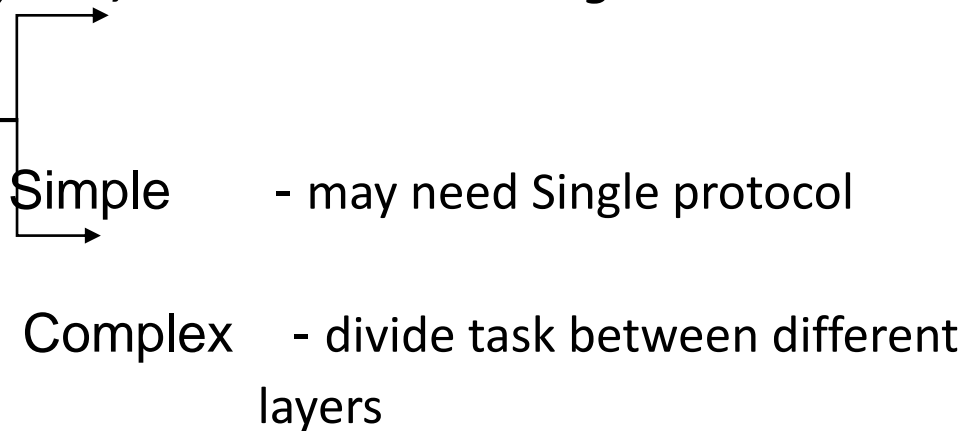 Simple - may need Single protocol
Complex - divide task between different
layers